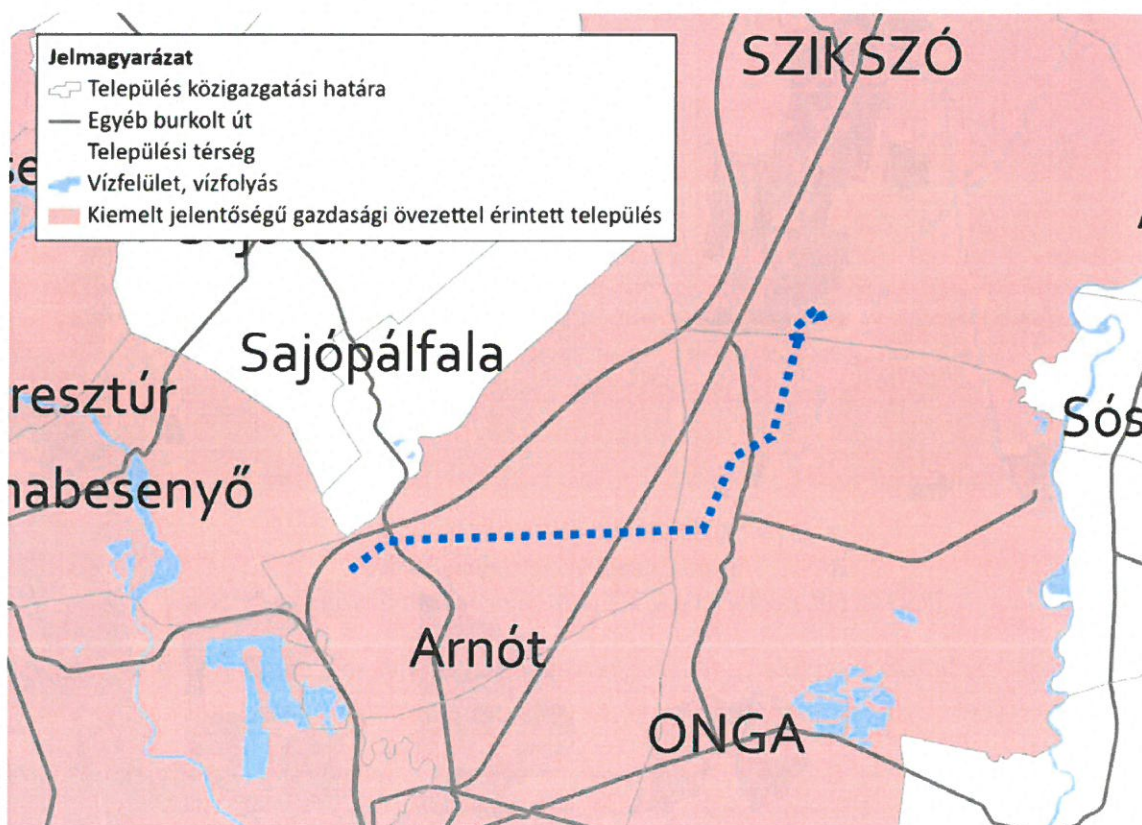 Jelmagyarázat
Település közigazgatási határa
Egyéb burkolt út
Települési térség
Vízfelület, vízfolyás
Kiemelt jelentőségű gazdasági övezettel érintett település
SZIKSZÓ
Sajópálfala
resztúr
nabesenyő
Sós
Arnót
ONGA